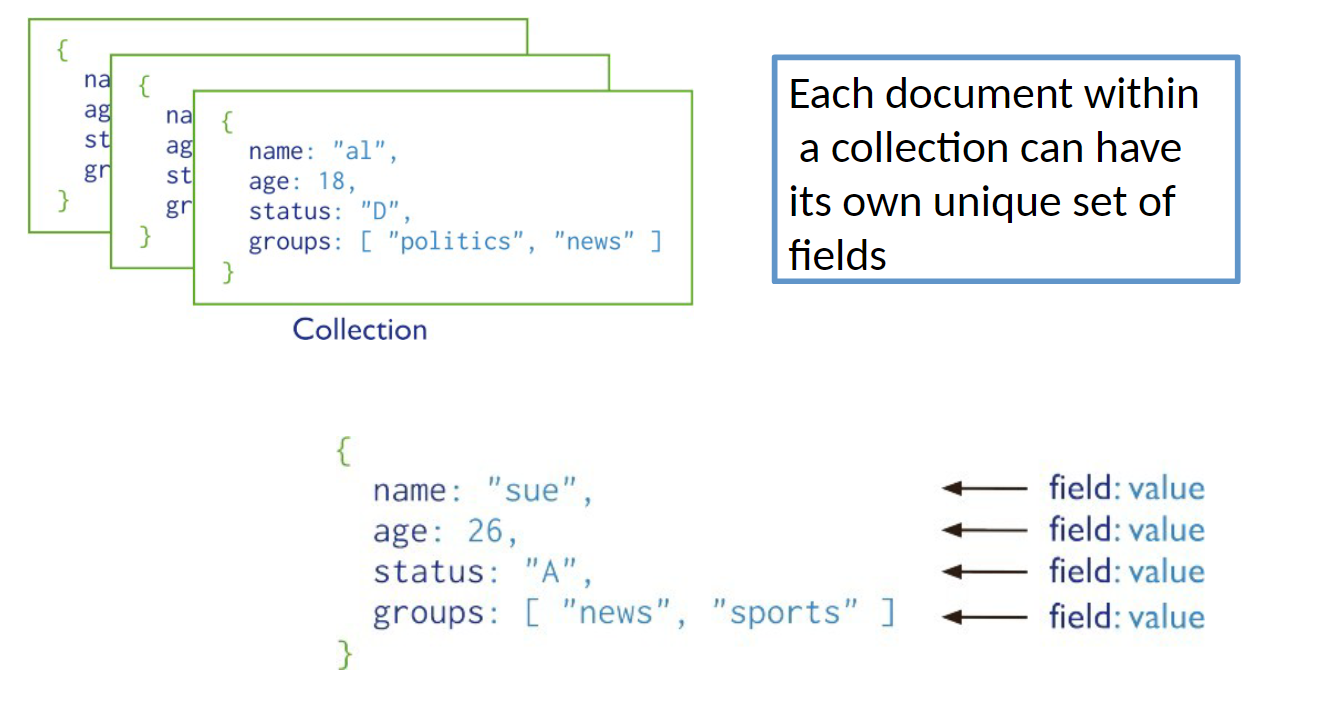 {
na
ag
st
gr
}
{
na
ag
st
gr
}
{
name: "al",
age: 18,
status: "D",
groups: [ "politics", "news" ]
}
Collection
Each document within
a collection can have
its own unique set of
fields
{
name: "sue", field: value
age: 26, field: value
status: "A", field: value
groups: [ "news", "sports" ] field: value
}